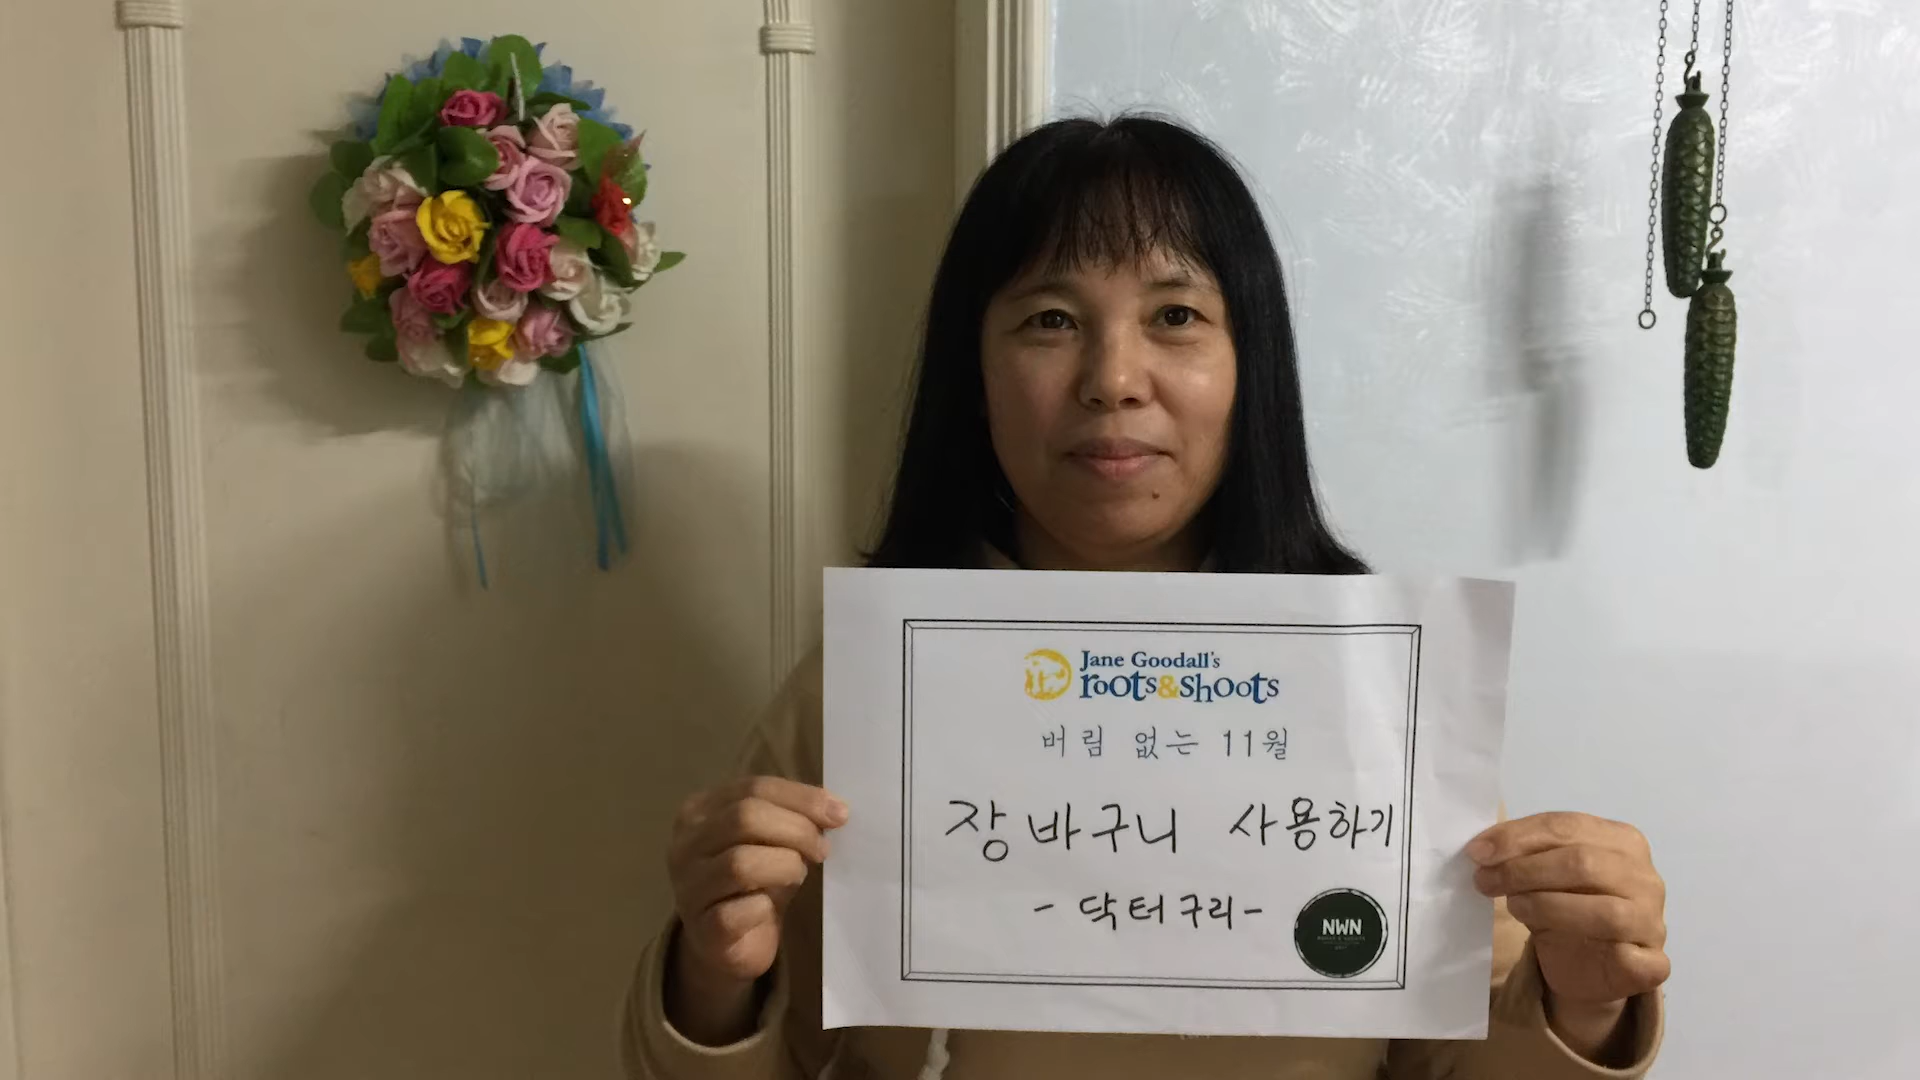 Jane Goodall's
roots&shoots
버림 없는 11월
장바구니 사용하기
- 닥터구리 -
NWN